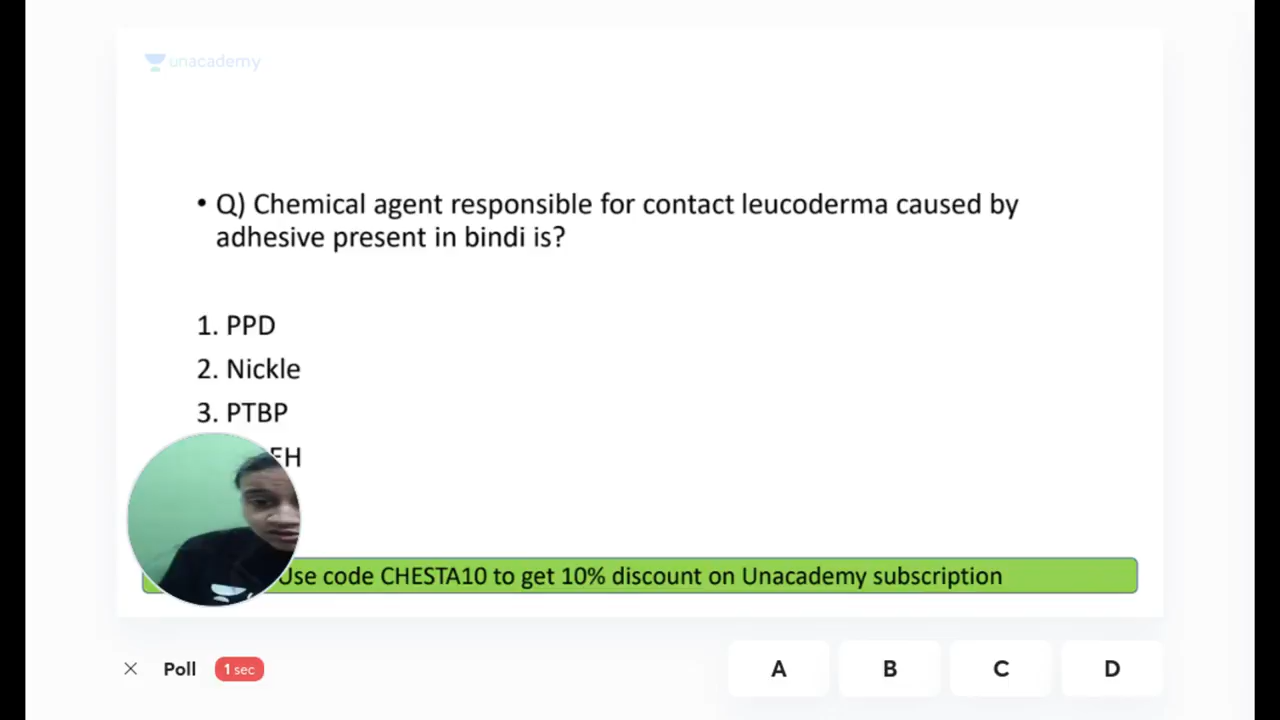 unacademy
• Q) Chemical agent responsible for contact leucoderma caused by
adhesive present in bindi is?
1. PPD
2. Nickle
3. PTBP
EH
Use code CHESTA10 to get 10% discount on Unacademy subscription
× Poll 1 sec A B C D